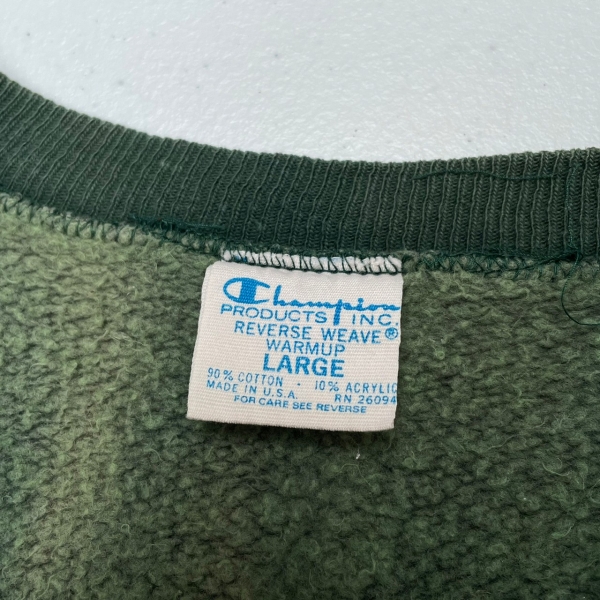 Champion
PRODUCTS INC.
REVERSE WEAVE®
WARMUP
LARGE
90% COTTON · 10% ACRYLIC
MADE IN U.S.A. RN 26094
FOR CARE SEE REVERSE